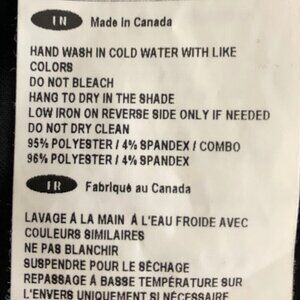 EN Made in Canada
HAND WASH IN COLD WATER WITH LIKE
COLORS
DO NOT BLEACH
HANG TO DRY IN THE SHADE
LOW IRON ON REVERSE SIDE ONLY IF NEEDED
DO NOT DRY CLEAN
95% POLYESTER / 4% SPANDEX / COMBO
96% POLYESTER / 4% SPANDEX
FR Fabriqué au Canada
LAVAGE Á LA MAIN Á L'EAU FROIDE AVEC
COULEURS SIMILAIRES
NE PAS BLANCHIR
SUSPENDRE POUR LE SÉCHAGE
REPASSAGE Á BASSE TEMPÉRATURE SUR
L'ENVERS UNIQUEMENT SI NÉCESSAIRE